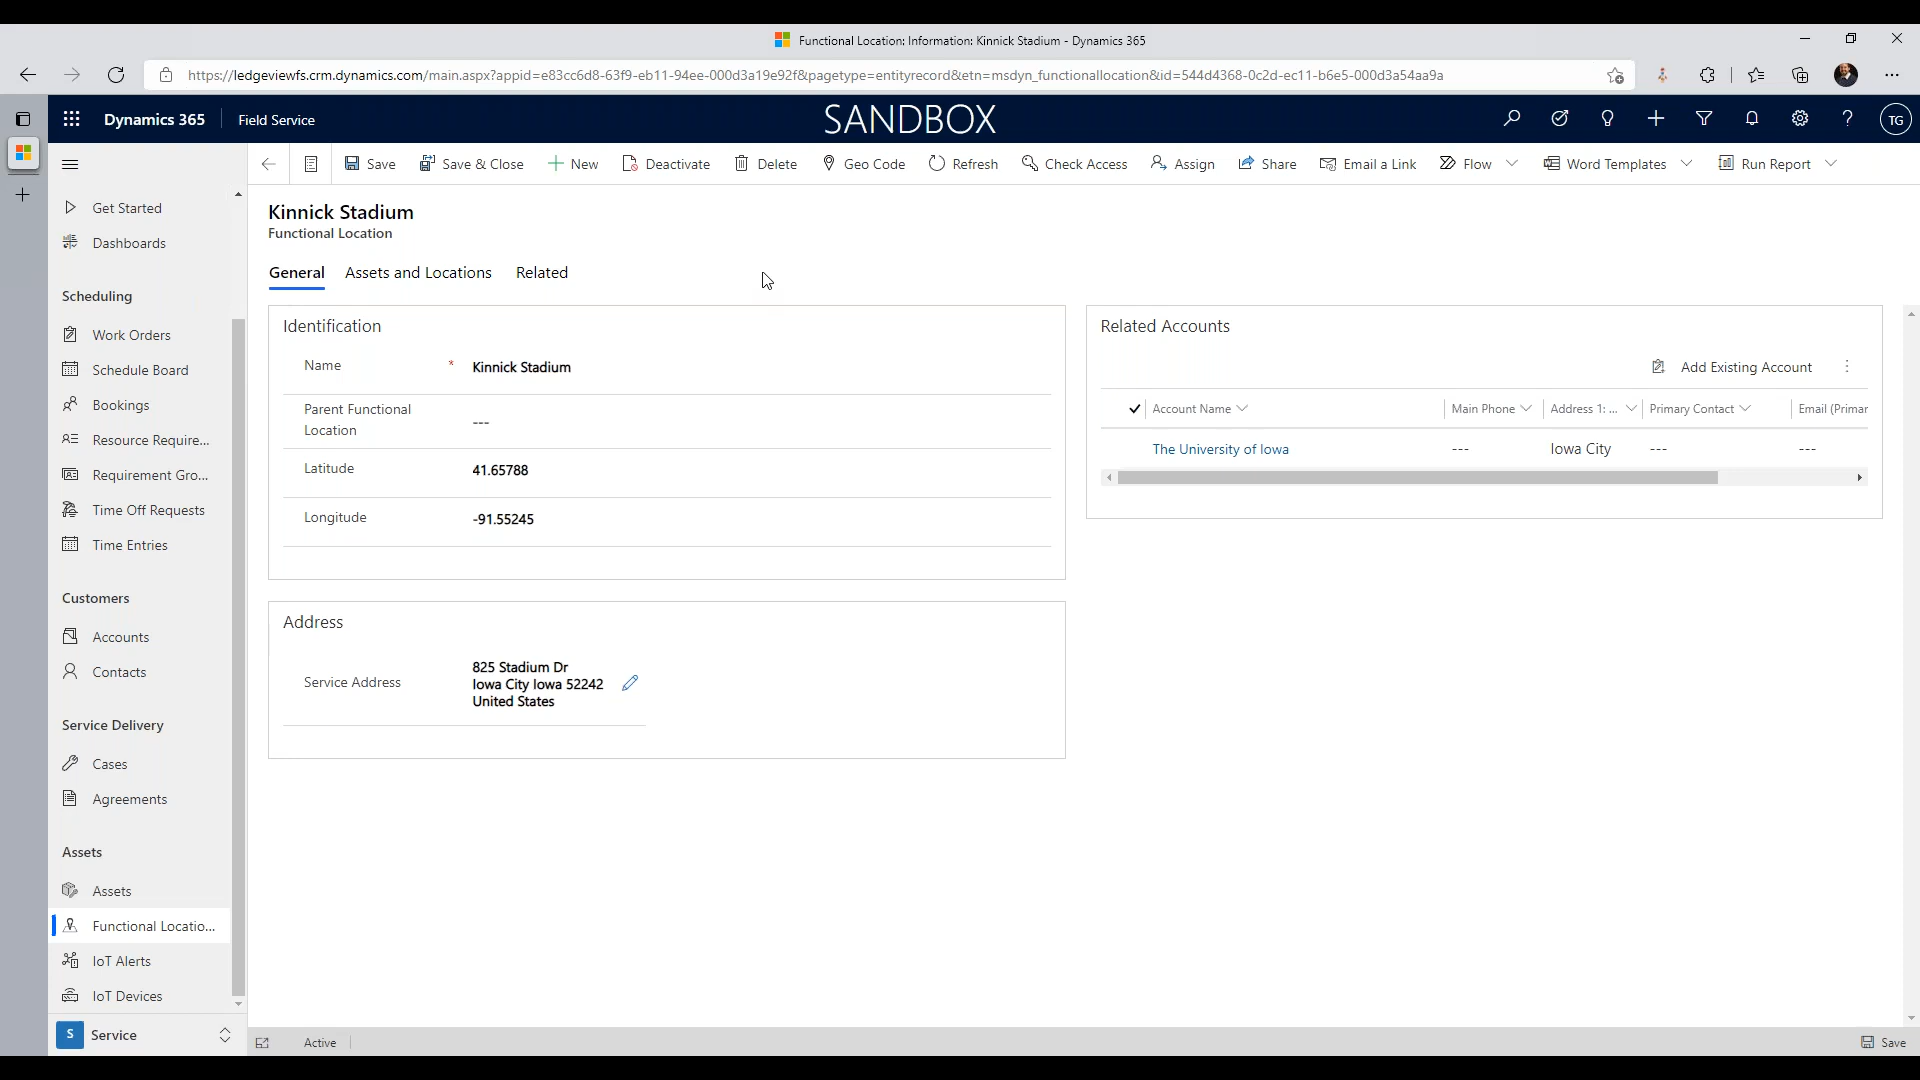 Functional Location: Information: Kinnick Stadium - Dynamics 365
https://ledgeviewfs.crm.dynamics.com/main.aspx?appid=e83cc6d8-63f9-eb11-94ee-000d3a19e92f&pagetype=entityrecord&etn=msdyn_functionallocation&id=544d4368-0c2d-ec11-b6e5-000d3a54aa9a
Dynamics 365 Field Service SANDBOX TG
Save Save & Close New Deactivate Delete Geo Code Refresh Check Access Assign Share Email a Link Flow Word Templates Run Report
Get Started
Dashboards
Scheduling
Work Orders
Schedule Board
Bookings
Resource Require...
Requirement Gro...
Time Off Requests
Time Entries
Customers
Accounts
Contacts
Service Delivery
Cases
Agreements
Assets
Assets
Functional Locatio...
IoT Alerts
IoT Devices
S Service
Kinnick Stadium
Functional Location
General Assets and Locations Related
Identification
Name * Kinnick Stadium
Parent Functional
Location ---
Latitude 41.65788
Longitude -91.55245
Address
Service Address
825 Stadium Dr
Iowa City Iowa 52242
United States
Related Accounts
Add Existing Account
Account Name Main Phone Address 1: ... Primary Contact Email (Primar
The University of Iowa --- Iowa City --- ---
Active Save